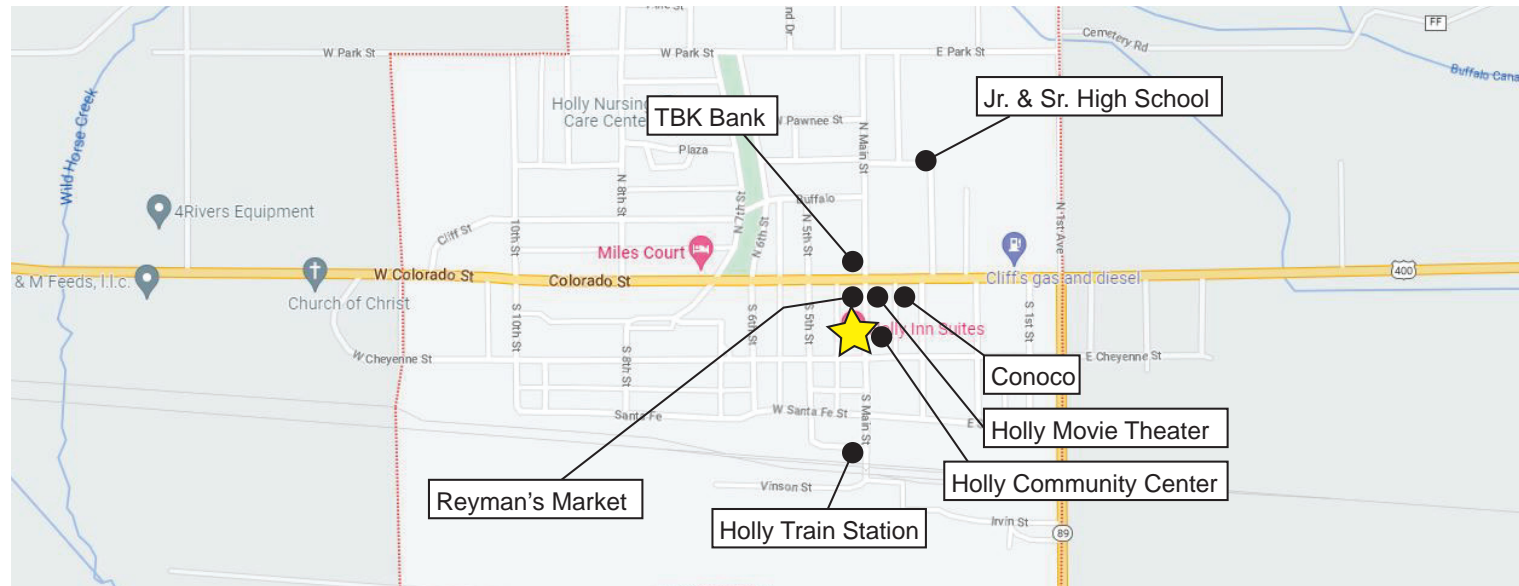 FF
Cemetery Rd
W Park St
W Park St
E Park St
Buffalo Cana
Jr. & Sr. High School
Holly Nursin
Care Cente
TBK Bank
W Pawnee St
Plaza
N Main St
Wild Horse Creek
N 8th St
Buffalo
4Rivers Equipment
N 7th St
N 6th St
N 5th St
N 1st Ave
10th St
Cliff St
Miles Court
W Colorado St
Colorado St
400
& M Feeds, l.l.c.
Church of Christ
Cliff's gas and diesel
S 10th St
S 6th St
S 5th St
S 1st St
olly Inn Suites
S 8th St
W Cheyenne St
E Cheyenne St
Conoco
Santa Fe
W Santa Fe St
S Main St
E
Holly Movie Theater
Holly Community Center
Reyman's Market
Vinson St
Holly Train Station
Irvin St
89